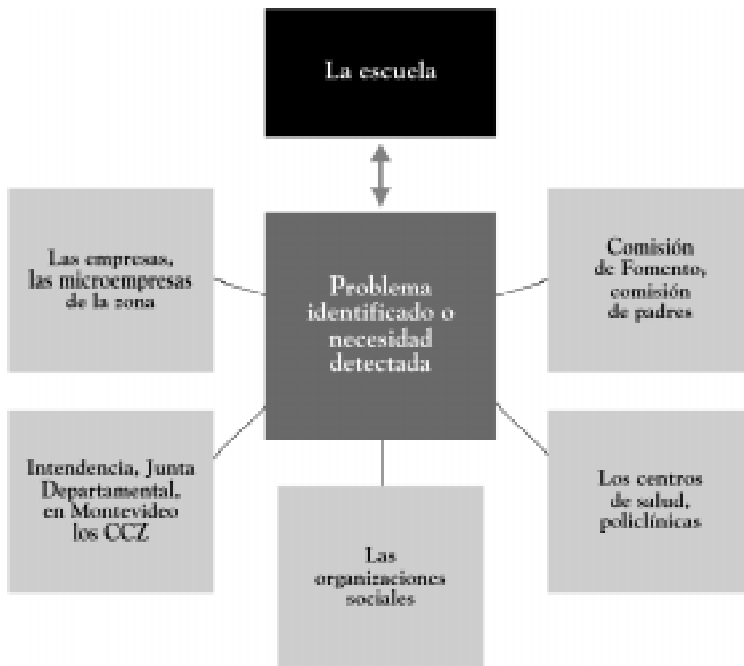 La escuela
Las empresas,
las microempresas
de la zona
Problema
identificado o
necesidad
detectada
Comisión
de Fomento,
comisión
de padres
Intendencia, Junta
Departamental,
en Montevideo
los CCZ
Las
organizaciones
sociales
Los centros
de salud,
policlínicas